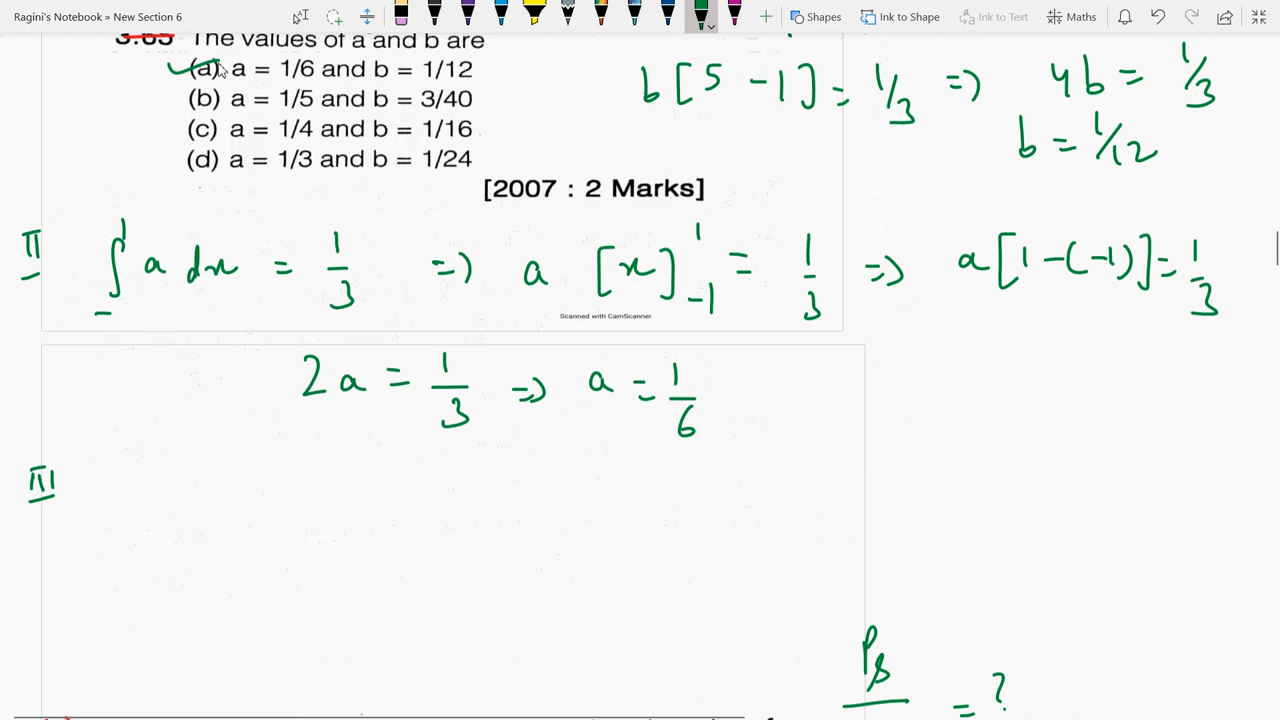 Ragini's Notebook » New Section 6
Shapes Ink to Shape Ink to Text Maths
3.65 The values of a and b are
(a) a = 1/6 and b = 1/12
(b) a = 1/5 and b = 3/40
(c) a = 1/4 and b = 1/16
(d) a = 1/3 and b = 1/24
[2007 : 2 Marks]
b[5 -1] = 1/3 => 4b = 1/3
b = 1/12
II ∫_-^1 a dx = 1/3 => a [x]_-1^1 = 1/3 => a[1-(-1)] = 1/3
Scanned with CamScanner
2a = 1/3 => a = 1/6
III
= ?